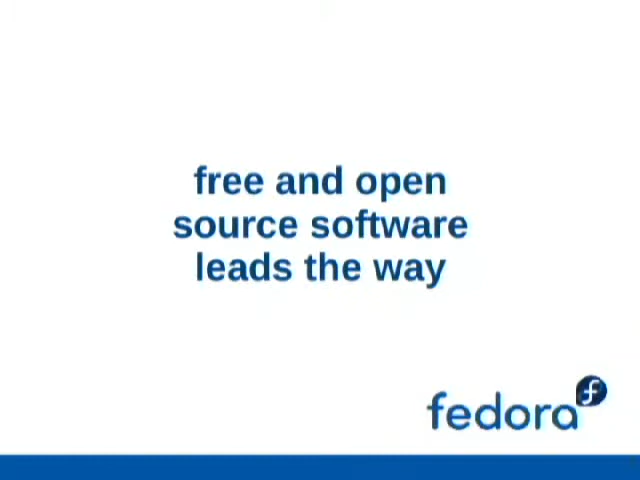 free and open
source software
leads the way
fedora